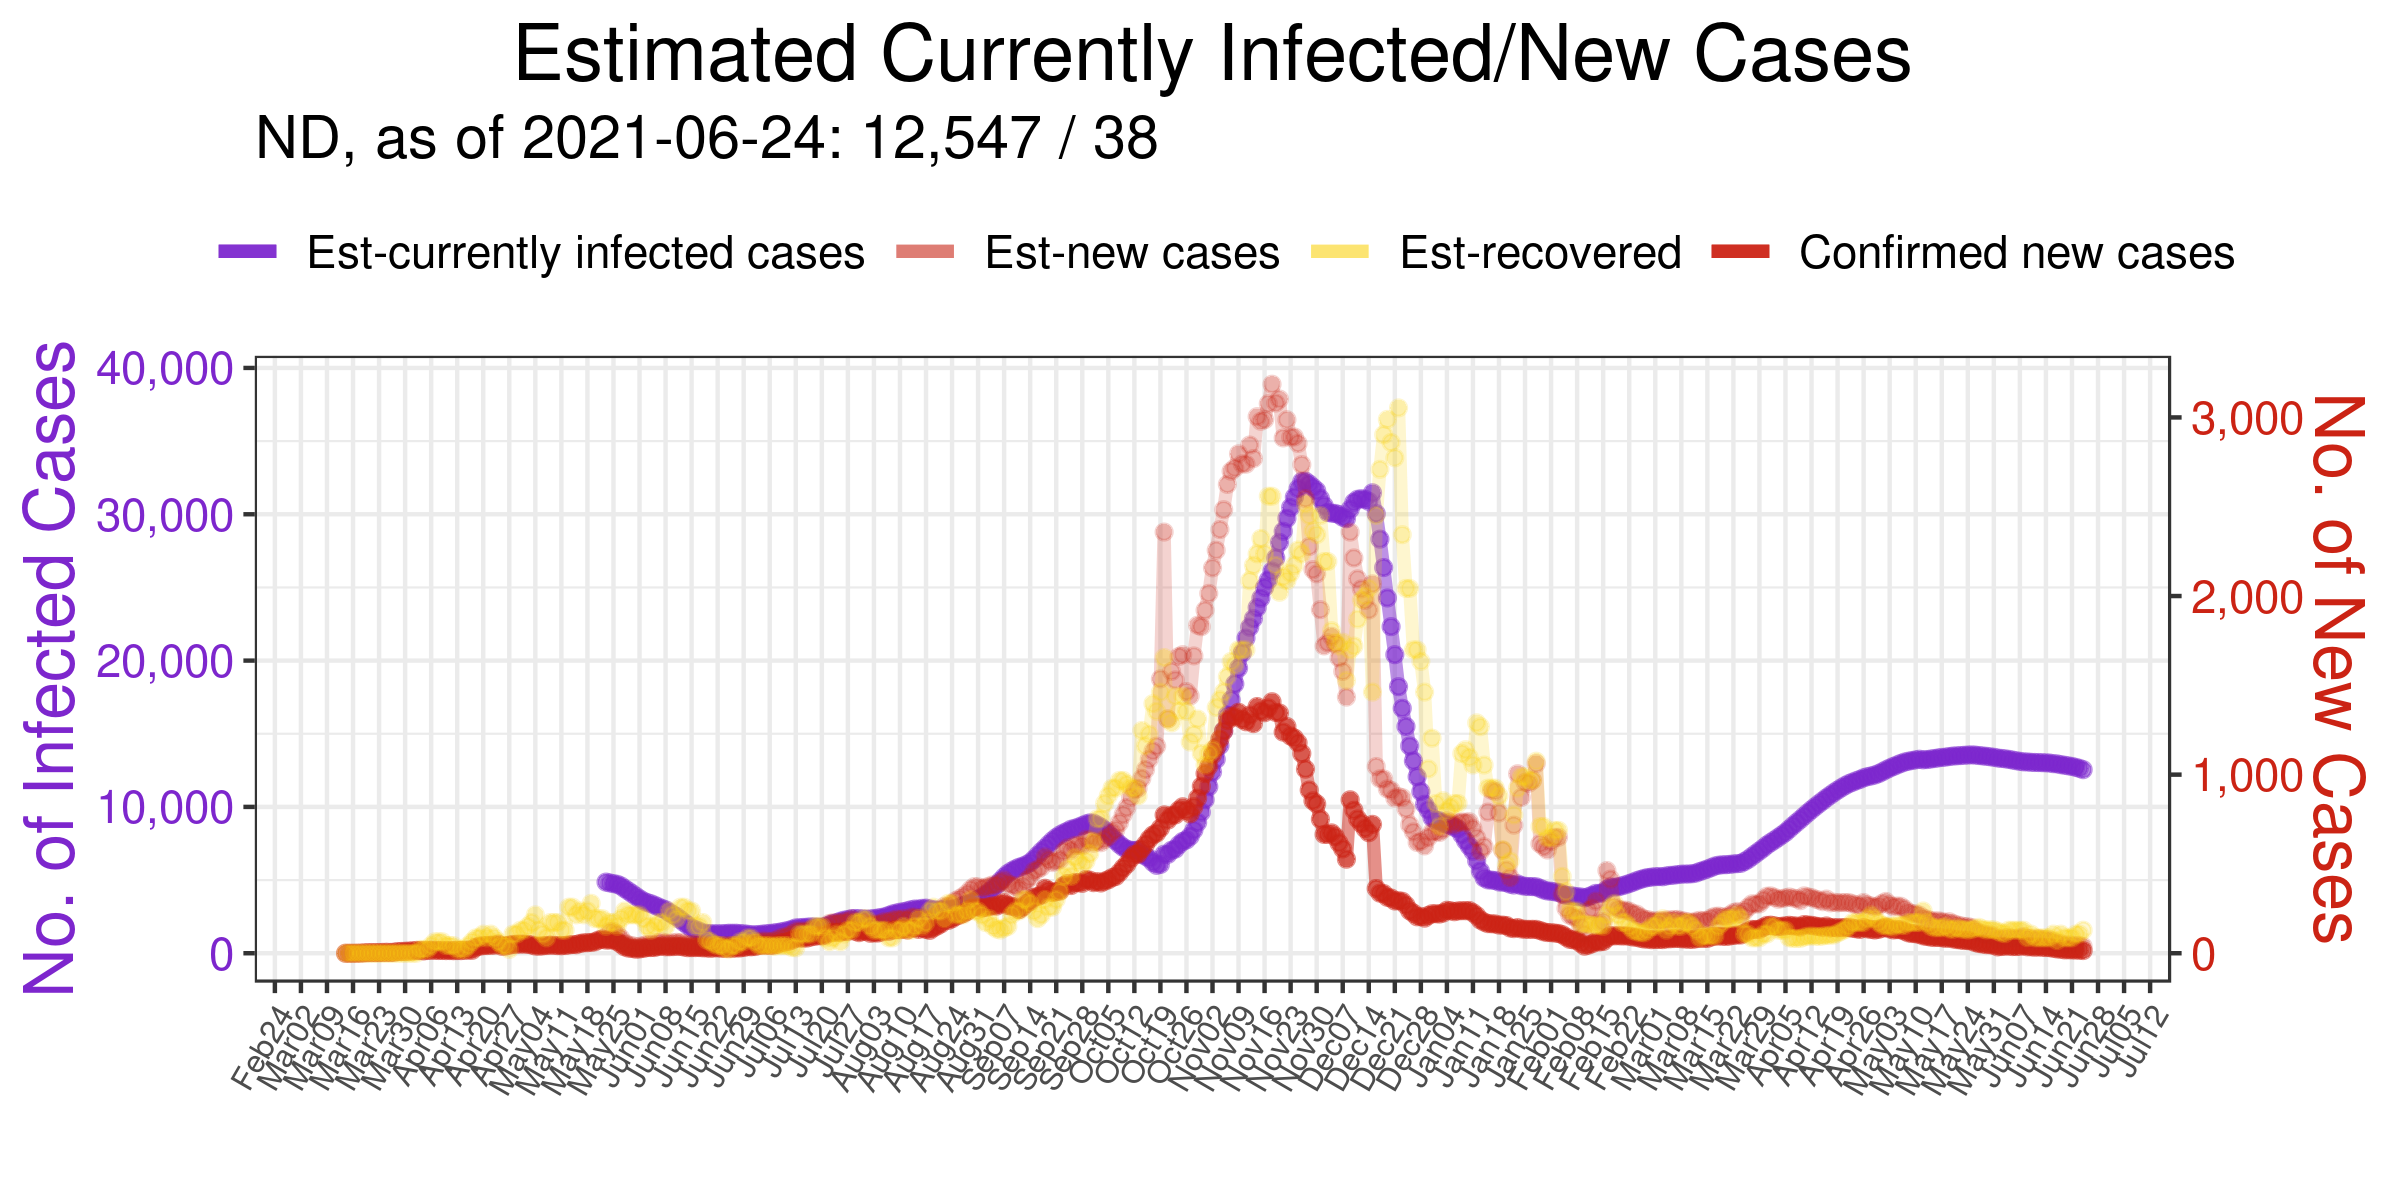 Estimated Currently Infected/New Cases
ND, as of 2021-06-24: 12,547 / 38
Est-currently infected cases Est-new cases Est-recovered Confirmed new cases
No. of Infected Cases
40,000
30,000
20,000
10,000
0
3,000
2,000
1,000
0
No. of New Cases
Feb24 Mar02 Mar09 Mar16 Mar23 Mar30 Apr06 Apr13 Apr20 Apr27 May04 May11 May18 May25 Jun01 Jun08 Jun15 Jun22 Jun29 Jul06 Jul13 Jul20 Jul27 Aug03 Aug10 Aug17 Aug24 Aug31 Sep07 Sep14 Sep21 Sep28 Oct05 Oct12 Oct19 Oct26 Nov02 Nov09 Nov16 Nov23 Nov30 Dec07 Dec14 Dec21 Dec28 Jan04 Jan11 Jan18 Jan25 Feb01 Feb08 Feb15 Feb22 Mar01 Mar08 Mar15 Mar22 Mar29 Apr05 Apr12 Apr19 Apr26 May03 May10 May17 May24 May31 Jun07 Jun14 Jun21 Jun28 Jul05 Jul12